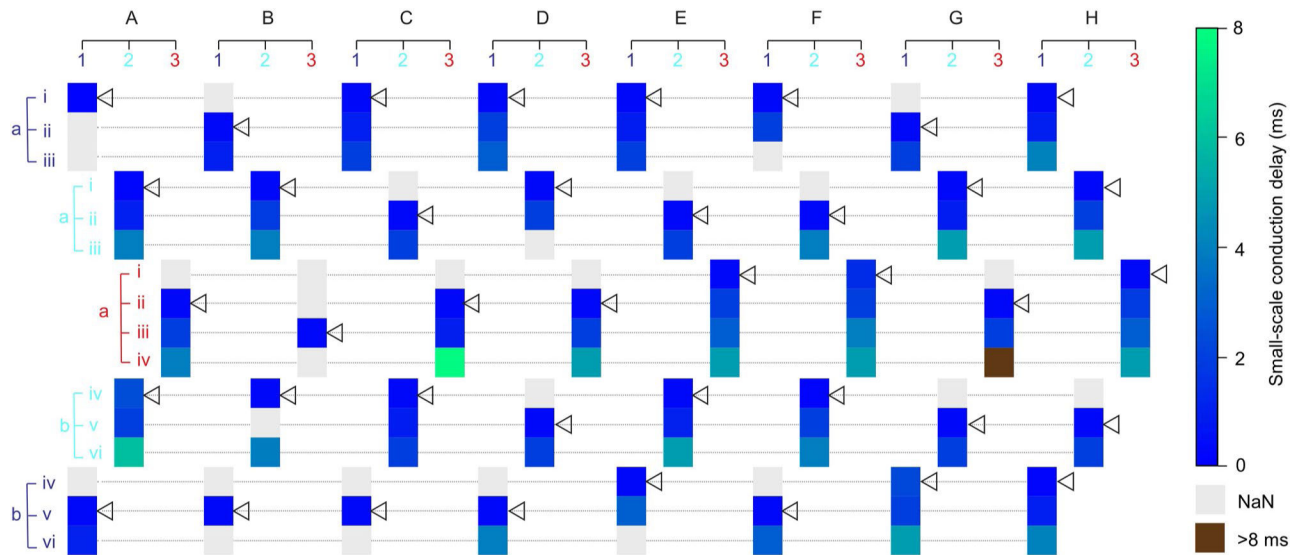 A B C D E F G H
1 2 3 1 2 3 1 2 3 1 2 3 1 2 3 1 2 3 1 2 3 1 2 3
a i
ii
iii
a i
ii
iii
a i
ii
iii
iv
b iv
v
vi
b iv
v
vi
8
6
4
2
0
Small-scale conduction delay (ms)
NaN
>8 ms